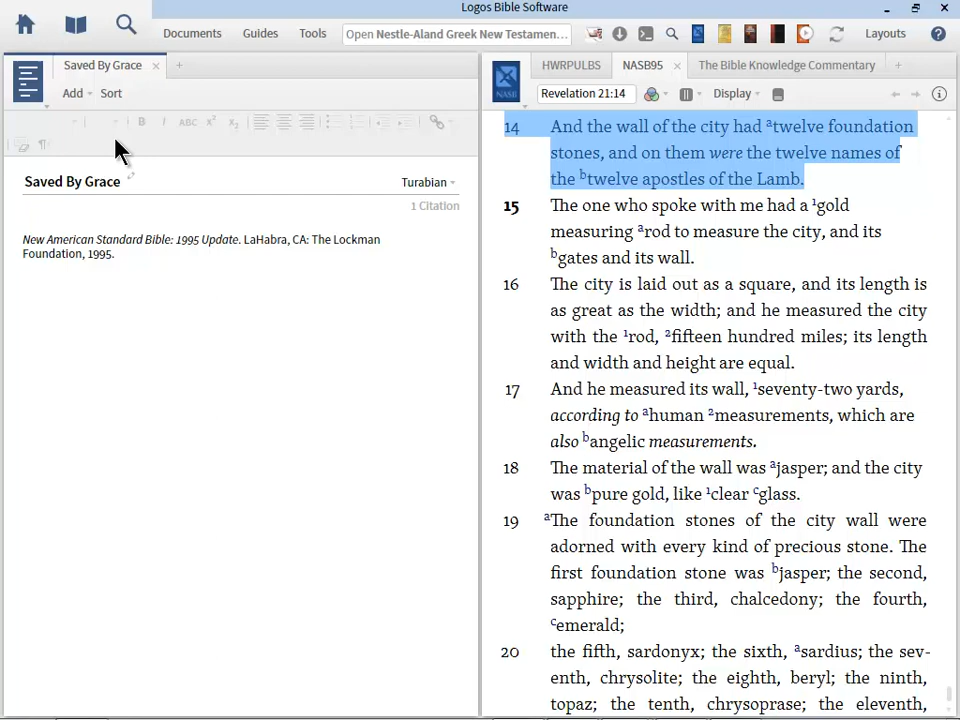 Logos Bible Software
Documents Guides Tools Open Nestle-Aland Greek New Testamen... Layouts
Saved By Grace
Add Sort
B I ABC X² X₂
Saved By Grace
Turabian
1 Citation
New American Standard Bible: 1995 Update. LaHabra, CA: The Lockman
Foundation, 1995.
HWRPULBS NASB95 The Bible Knowledge Commentary
NASB
Revelation 21:14 Display
14 And the wall of the city had ᵃtwelve foundation
stones, and on them were the twelve names of
the ᵇtwelve apostles of the Lamb.
15 The one who spoke with me had a ¹gold
measuring ᵃrod to measure the city, and its
ᵇgates and its wall.
16 The city is laid out as a square, and its length is
as great as the width; and he measured the city
with the ¹rod, ²fifteen hundred miles; its length
and width and height are equal.
17 And he measured its wall, ¹seventy-two yards,
according to ᵃhuman ²measurements, which are
also ᵇangelic measurements.
18 The material of the wall was ᵃjasper; and the city
was ᵇpure gold, like ¹clear ᶜglass.
19 ᵃThe foundation stones of the city wall were
adorned with every kind of precious stone. The
first foundation stone was ᵇjasper; the second,
sapphire; the third, chalcedony; the fourth,
ᶜemerald;
20 the fifth, sardonyx; the sixth, ᵃsardius; the sev-
enth, chrysolite; the eighth, beryl; the ninth,
topaz; the tenth, chrysoprase; the eleventh,